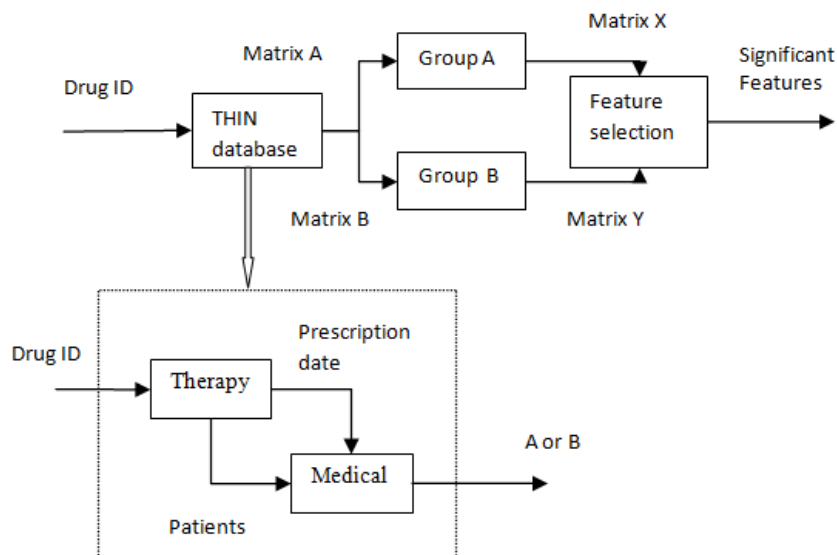 Matrix A
Group A
Matrix X
Significant
Features
Drug ID
THIN
database
Feature
selection
Matrix B
Group B
Matrix Y
Drug ID
Prescription
date
Therapy
Medical
A or B
Patients